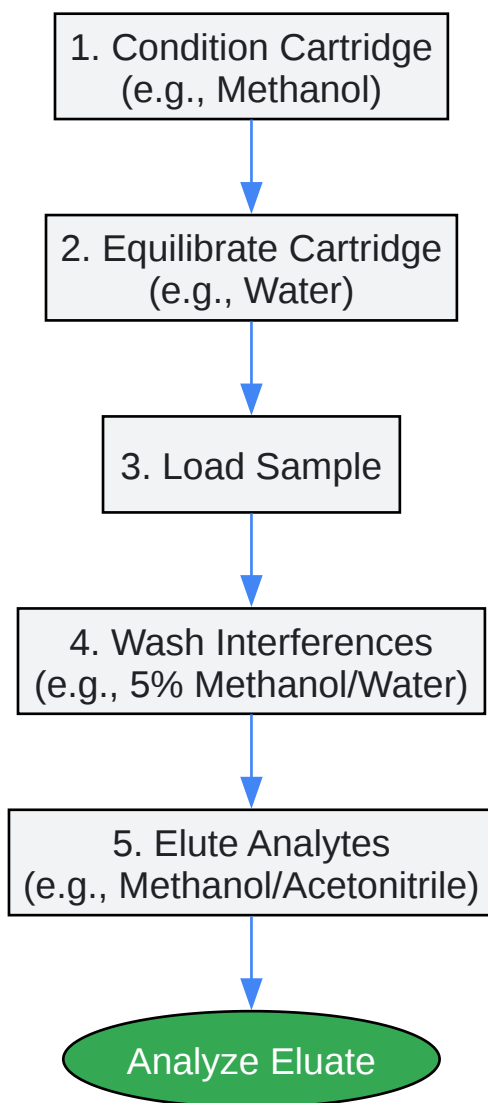 1. Condition Cartridge
(e.g., Methanol)
2. Equilibrate Cartridge
(e.g., Water)
3. Load Sample
4. Wash Interferences
(e.g., 5% Methanol/Water)
5. Elute Analytes
(e.g., Methanol/Acetonitrile)
Analyze Eluate